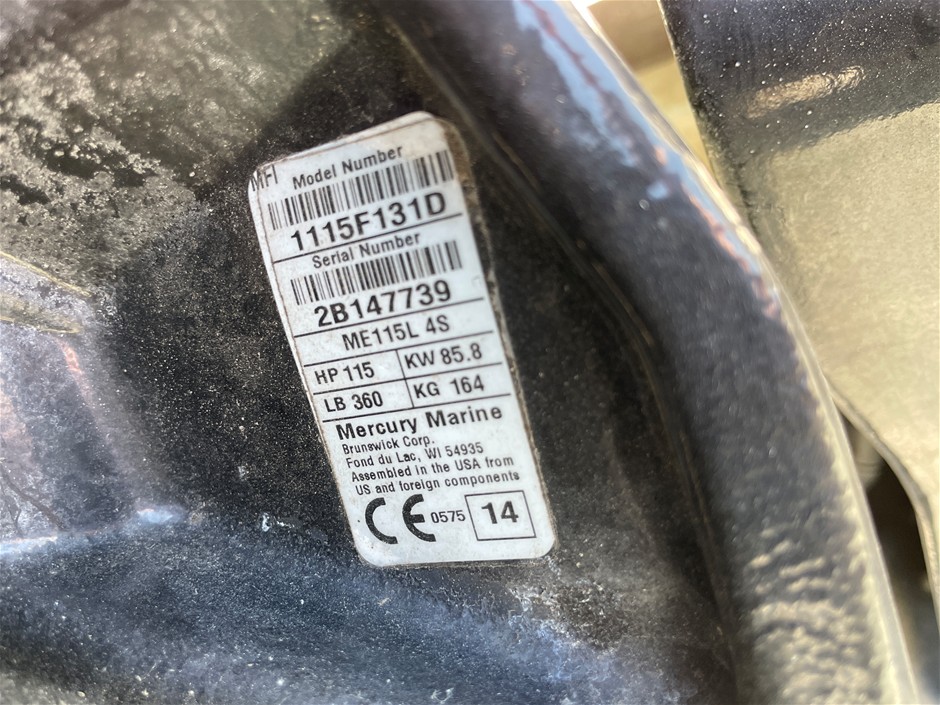 MFI
Model Number
1115F131D
Serial Number
2B147739
ME115L 4S
HP 115 KW 85.8
LB 360 KG 164
Mercury Marine
Brunswick Corp.
Fond du Lac, WI 54935
Assembled in the USA from
US and foreign components
CE 0575 14